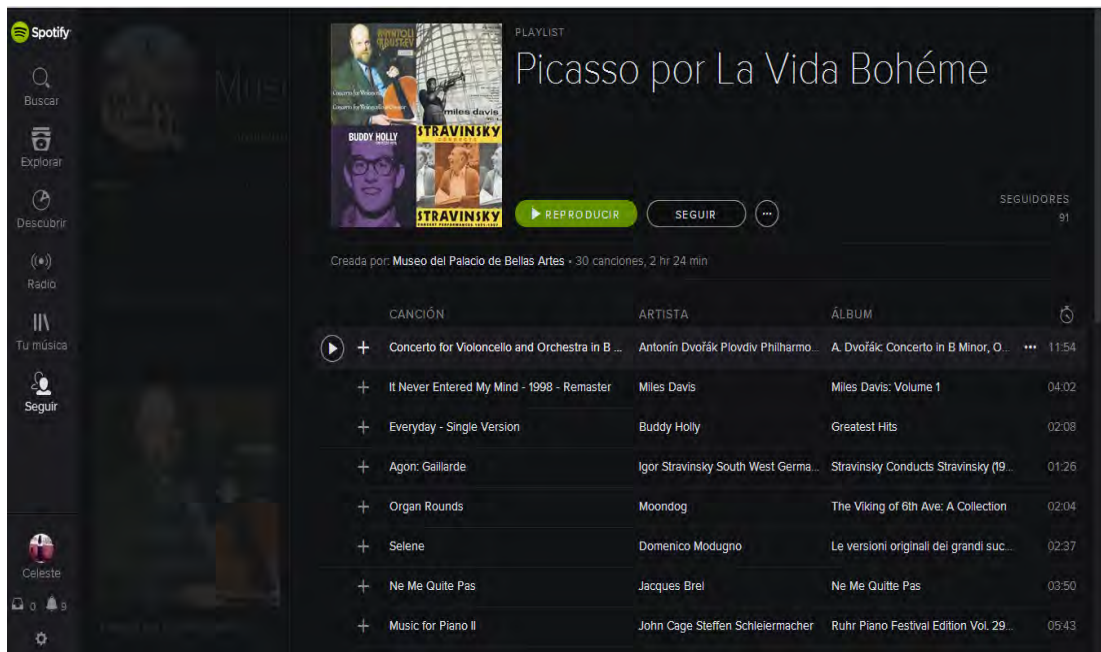 Spotify
Buscar
Explorar
Descubrir
Radio
Tu música
Seguir
Celeste
0 9
PLAYLIST
Picasso por La Vida Bohéme
miles davis
BUDDY HOLLY
STRAVINSKY
STRAVINSKY
REPRODUCIR
SEGUIR
SEGUIDORES
91
Creada por: Museo del Palacio de Bellas Artes • 30 canciones, 2 hr 24 min
CANCIÓN ARTISTA ÁLBUM
Concerto for Violoncello and Orchestra in B ... Antonín Dvořák Plovdiv Philharmo... A. Dvořák: Concerto in B Minor, O... 11:54
It Never Entered My Mind - 1998 - Remaster Miles Davis Miles Davis: Volume 1 04:02
Everyday - Single Version Buddy Holly Greatest Hits 02:08
Agon: Gaillarde Igor Stravinsky South West Germa... Stravinsky Conducts Stravinsky (19... 01:26
Organ Rounds Moondog The Viking of 6th Ave: A Collection 02:04
Selene Domenico Modugno Le versioni originali dei grandi suc... 02:37
Ne Me Quite Pas Jacques Brel Ne Me Quitte Pas 03:50
Music for Piano II John Cage Steffen Schleiermacher Ruhr Piano Festival Edition Vol. 29... 05:43